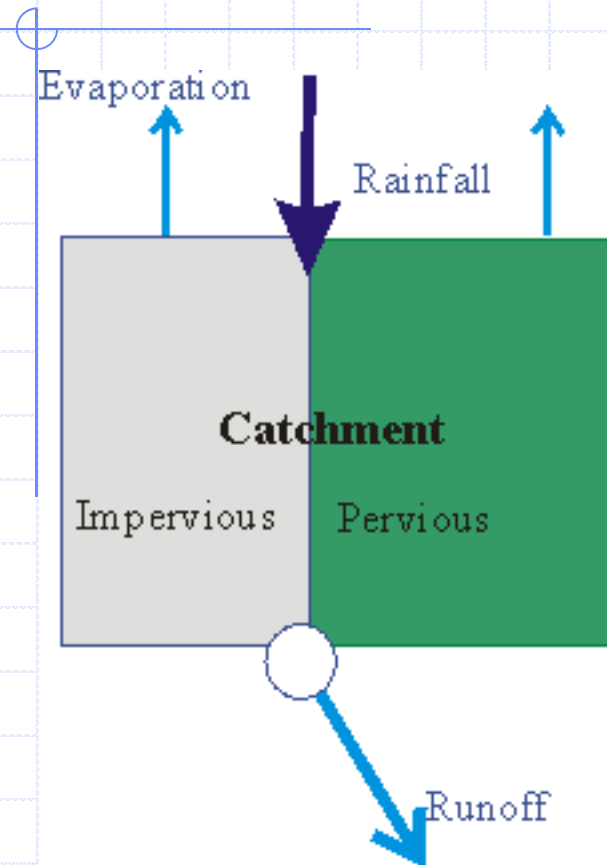 Evaporation
Rainfall
Catchment
Impervious
Pervious
Runoff